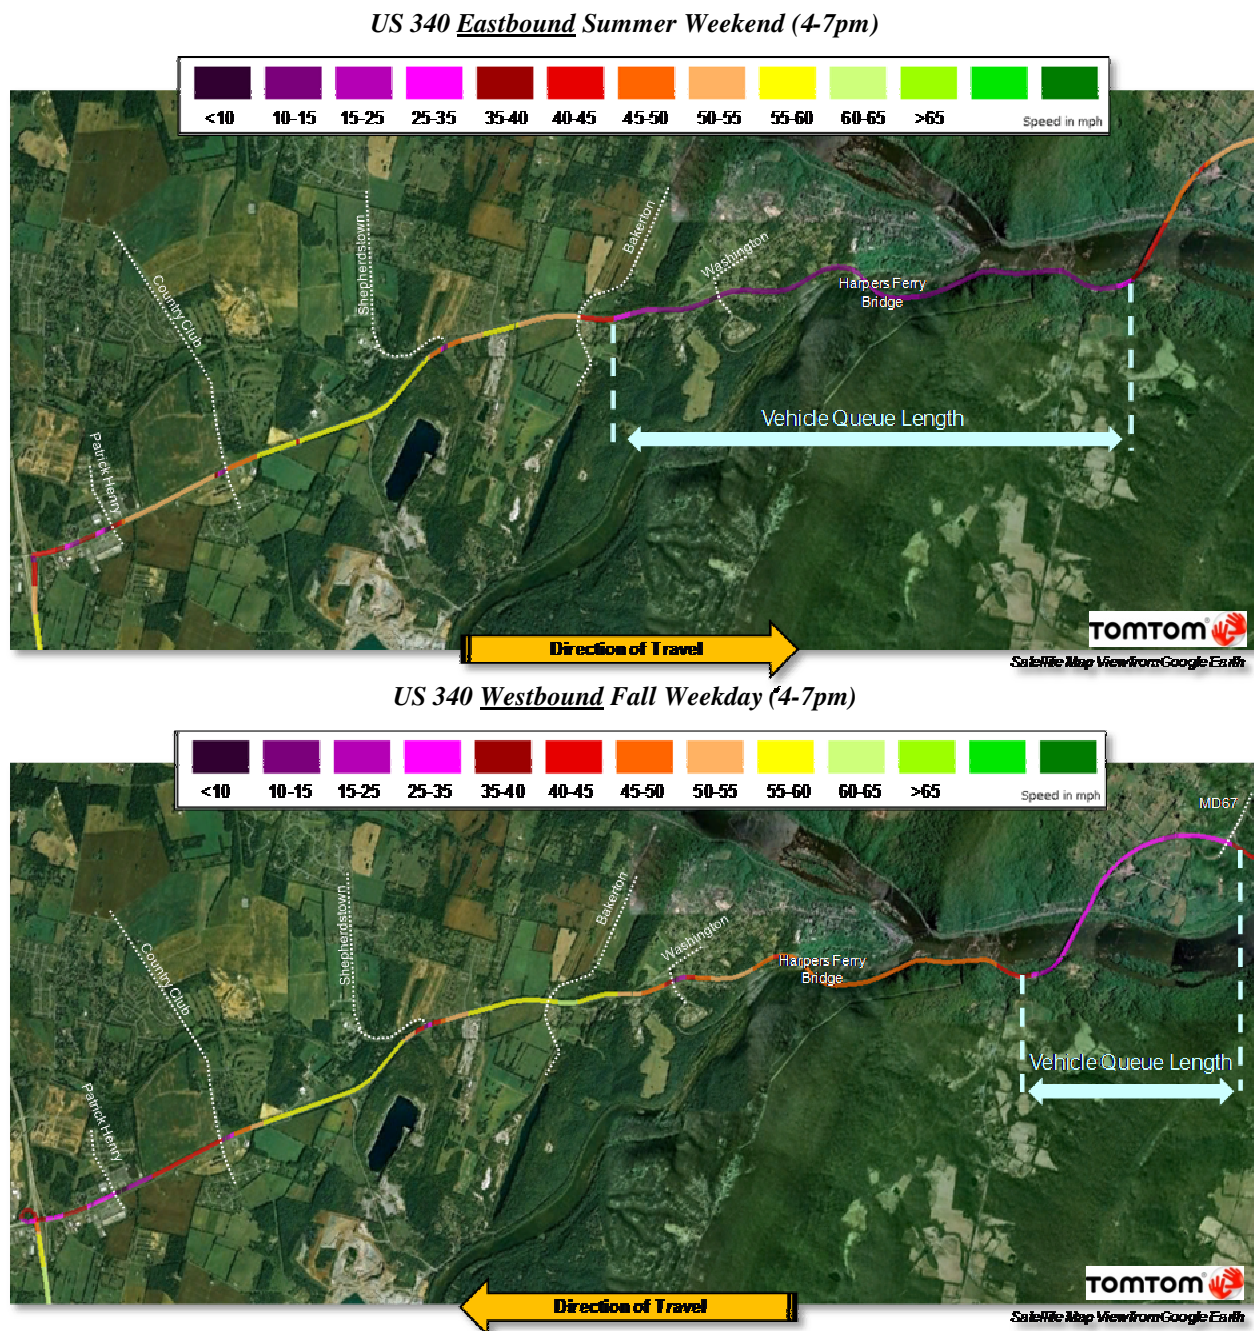 US 340 Eastbound Summer Weekend (4-7pm)
<10 10-15 15-25 25-35 35-40 40-45 45-50 50-55 55-60 60-65 >65 Speed in mph
Bakerton
Shepherdstown
Washington
Country Club
Harpers Ferry
Bridge
Vehicle Queue Length
Patrick Henry
TOMTOM
Direction of Travel
Satellite Map View from Google Earth
US 340 Westbound Fall Weekday (4-7pm)
<10 10-15 15-25 25-35 35-40 40-45 45-50 50-55 55-60 60-65 >65 Speed in mph
MD67
Bakerton
Shepherdstown
Washington
Country Club
Harpers Ferry
Bridge
Vehicle Queue Length
Patrick Henry
TOMTOM
Direction of Travel
Satellite Map View from Google Earth